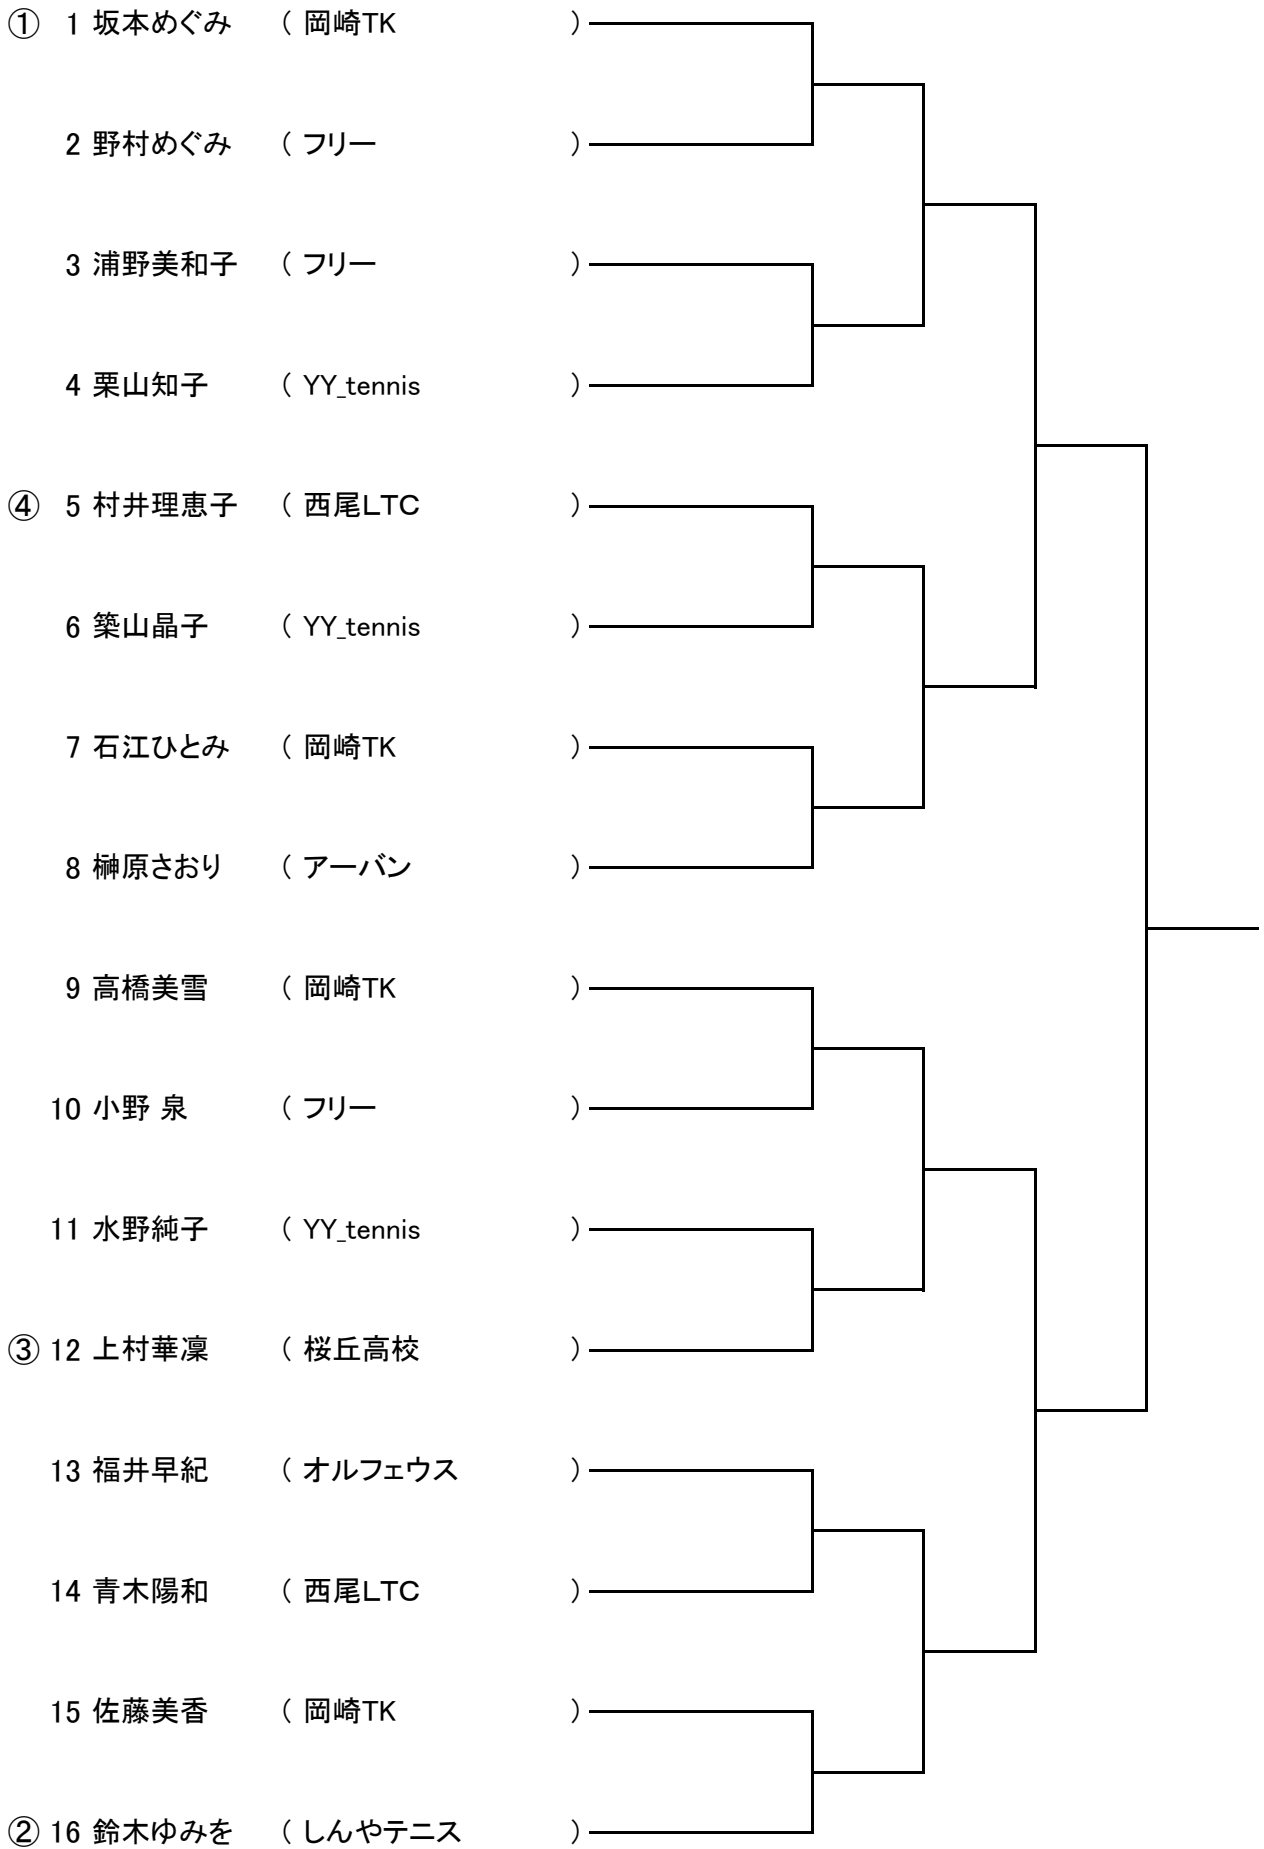 ① 1 坂本めぐみ ( 岡崎TK )
2 野村めぐみ ( フリー )
3 浦野美和子 ( フリー )
4 栗山知子 ( YY_tennis )
④ 5 村井理恵子 ( 西尾LTC )
6 築山晶子 ( YY_tennis )
7 石江ひとみ ( 岡崎TK )
8 榊原さおり ( アーバン )
9 高橋美雪 ( 岡崎TK )
10 小野 泉 ( フリー )
11 水野純子 ( YY_tennis )
③ 12 上村華凜 ( 桜丘高校 )
13 福井早紀 ( オルフェウス )
14 青木陽和 ( 西尾LTC )
15 佐藤美香 ( 岡崎TK )
② 16 鈴木ゆみを ( しんやテニス )